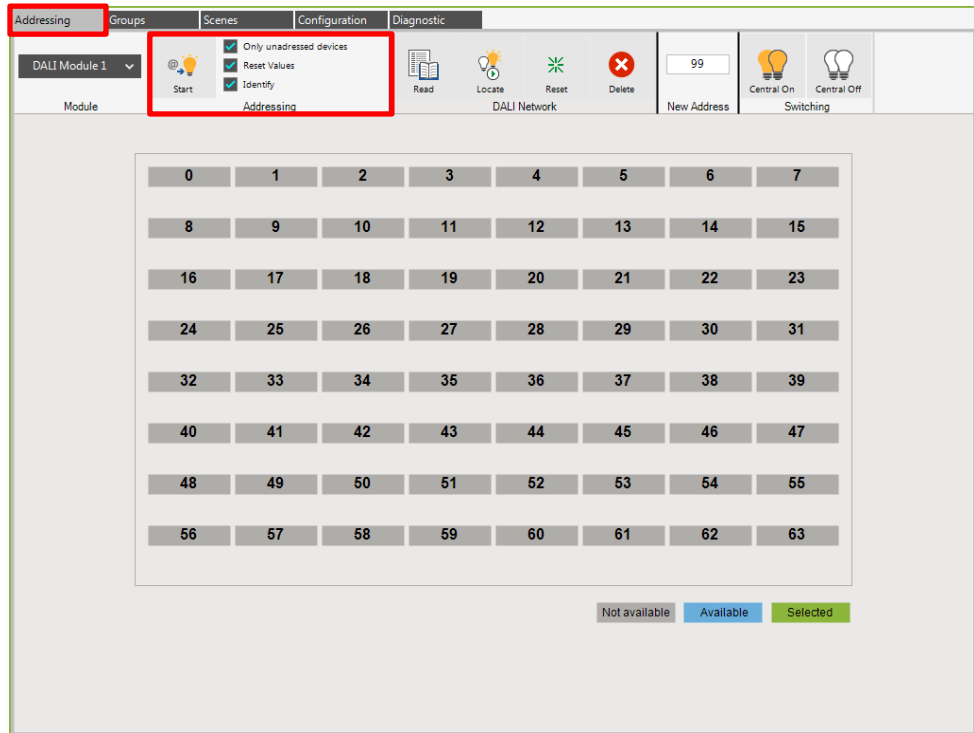 Addressing Groups Scenes Configuration Diagnostic
Only unadressed devices
DALI Module 1 @ Reset Values 99
Identify
Start Read Locate Reset Delete Central On Central Off
Module Addressing DALI Network New Address Switching
0 1 2 3 4 5 6 7
8 9 10 11 12 13 14 15
16 17 18 19 20 21 22 23
24 25 26 27 28 29 30 31
32 33 34 35 36 37 38 39
40 41 42 43 44 45 46 47
48 49 50 51 52 53 54 55
56 57 58 59 60 61 62 63
Not available Available Selected